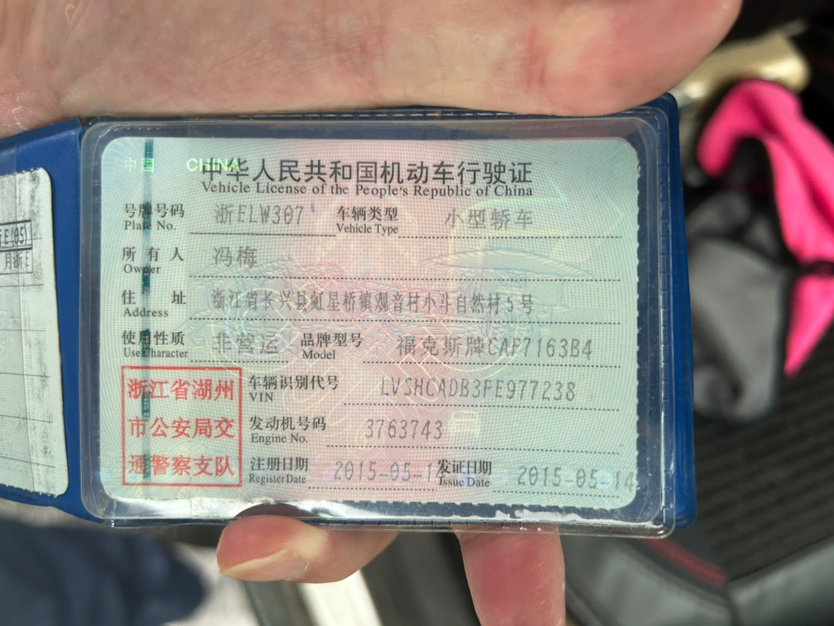 中国 CHINA
中华人民共和国机动车行驶证
Vehicle License of the People's Republic of China
号牌号码 浙ELW307 车辆类型 小型轿车
Plate No. Vehicle Type
所有人 冯梅
Owner
住址 浙江省长兴县虹星桥镇观音村小斗自然村5号
Address
使用性质 非营运 品牌型号 福克斯牌CAF7163B4
Use Character Model
浙江省湖州
市公安局交
通警察支队
车辆识别代号 LVSHCADB3FE977238
VIN
发动机号码 3763743
Engine No.
注册日期 2015-05-14 发证日期 2015-05-14
Register Date Issue Date